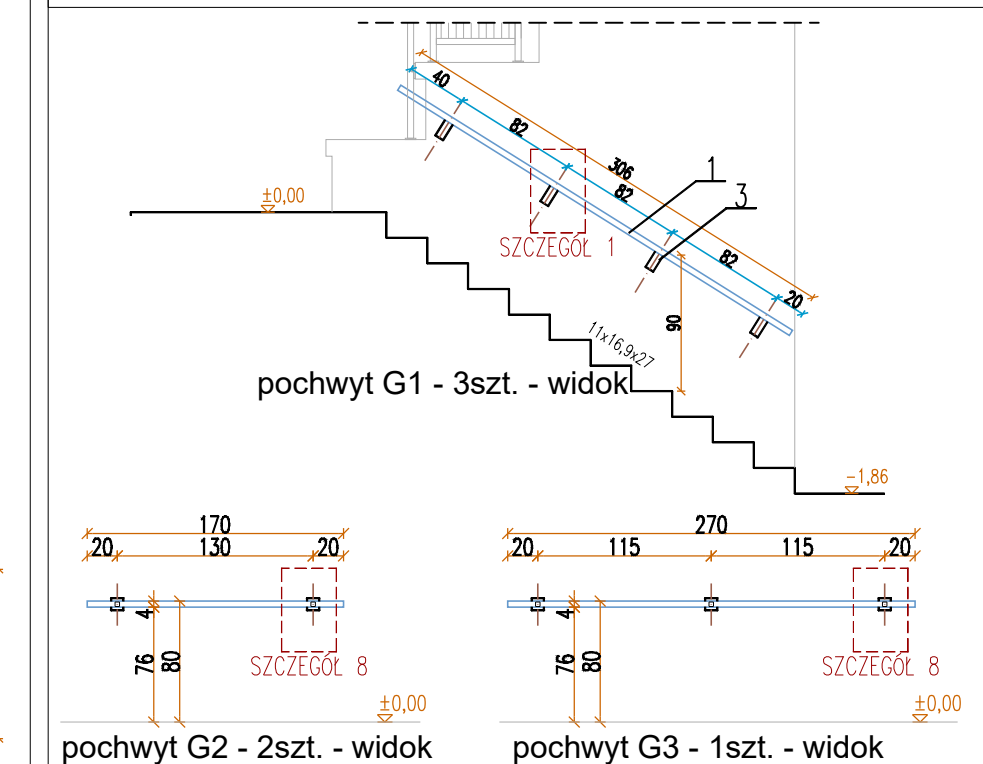 40
82
306
82
82
20
1
3
±0,00
SZCZEGÓŁ 1
90
11x16,9x27
pochwyt G1 - 3szt. - widok
-1,86
170
20 130 20
4
76 80
SZCZEGÓŁ 8
±0,00
pochwyt G2 - 2szt. - widok
270
20 115 115 20
4
76 80
SZCZEGÓŁ 8
±0,00
pochwyt G3 - 1szt. - widok